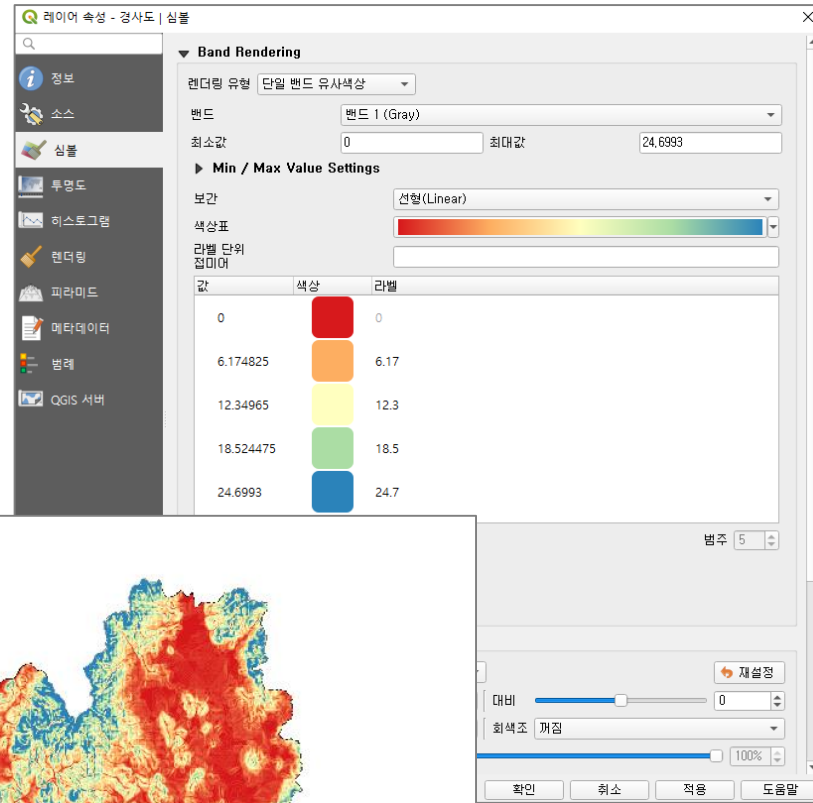 레이어 속성 - 경사도 | 심볼
정보
소스
심볼
투명도
히스토그램
렌더링
피라미드
메타데이터
범례
QGIS 서버
Band Rendering
렌더링 유형 단일 밴드 유사색상
밴드 밴드 1 (Gray)
최소값 0 최대값 24,6993
Min / Max Value Settings
보간 선형(Linear)
색상표
라벨 단위
접미어
값 색상 라벨
0 0
6.174825 6.17
12.34965 12.3
18.524475 18.5
24.6993 24.7
범주 5
재설정
대비 0
회색조 꺼짐
100%
확인 취소 적용 도움말